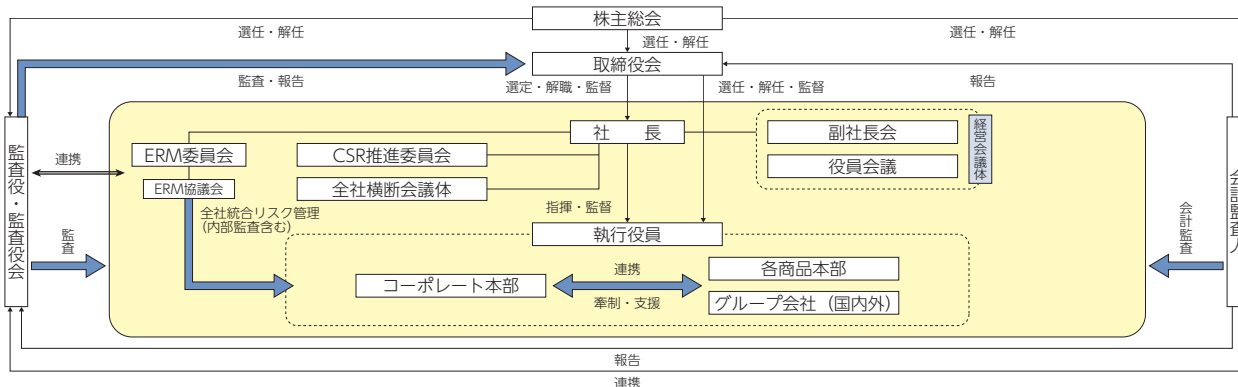 株主総会
選任・解任
選任・解任
選任・解任
取締役会
監査・報告
選定・解職・監督
選任・解任・監督
報告
社　長
副社長会
役員会議
経営会議体
監査役・監査役会
連携
ERM委員会
CSR推進委員会
ERM協議会
全社横断会議体
全社統合リスク管理
(内部監査含む)
指揮・監督
監査
執行役員
会計監査
会計監査人
コーポレート本部
連携
牽制・支援
各商品本部
グループ会社（国内外）
報告
連携